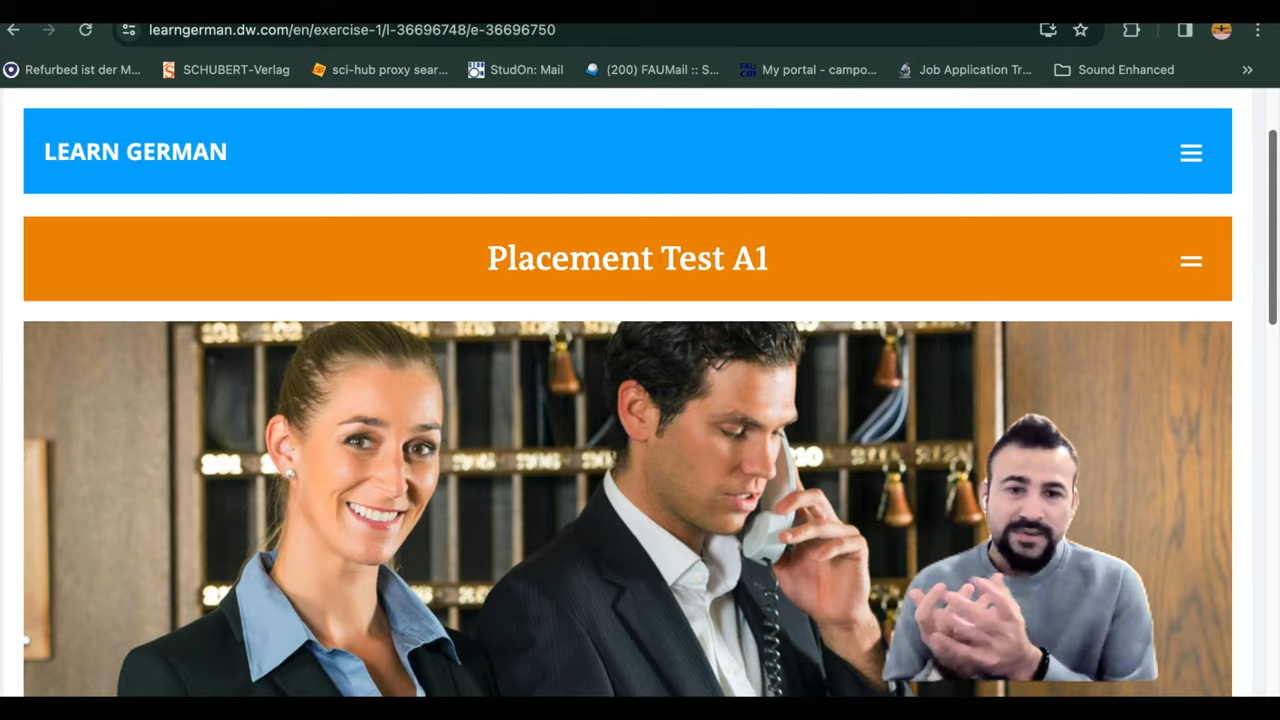 learngerman.dw.com/en/exercise-1/l-36696748/e-36696750
Refurbed ist der M... SCHUBERT-Verlag sci-hub proxy sear... StudOn: Mail (200) FAUMail :: S... My portal - campo... Job Application Tr... Sound Enhanced »
LEARN GERMAN
Placement Test A1